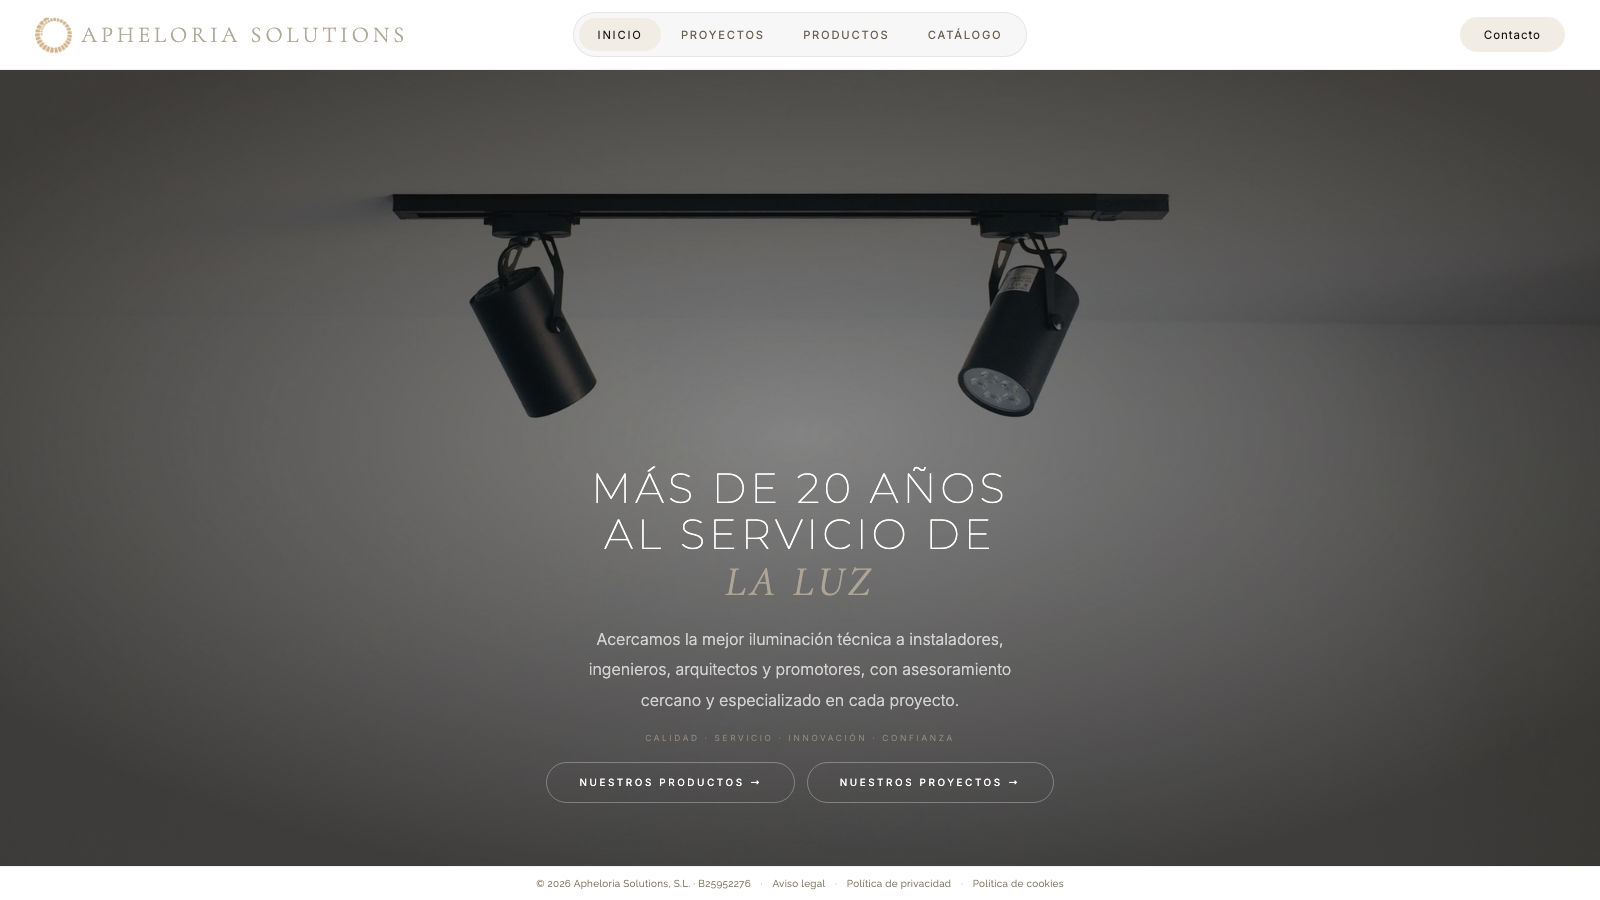 APHELORIA SOLUTIONS
INICIO
PROYECTOS
PRODUCTOS
CATÁLOGO
Contacto
MÁS DE 20 AÑOS
AL SERVICIO DE
LA LUZ
Acercamos la mejor iluminación técnica a instaladores,
ingenieros, arquitectos y promotores, con asesoramiento
cercano y especializado en cada proyecto.
CALIDAD · SERVICIO · INNOVACIÓN · CONFIANZA
NUESTROS PRODUCTOS →
NUESTROS PROYECTOS →
© 2026 Apheloria Solutions, S.L. · B25952276 · Aviso legal · Política de privacidad · Política de cookies